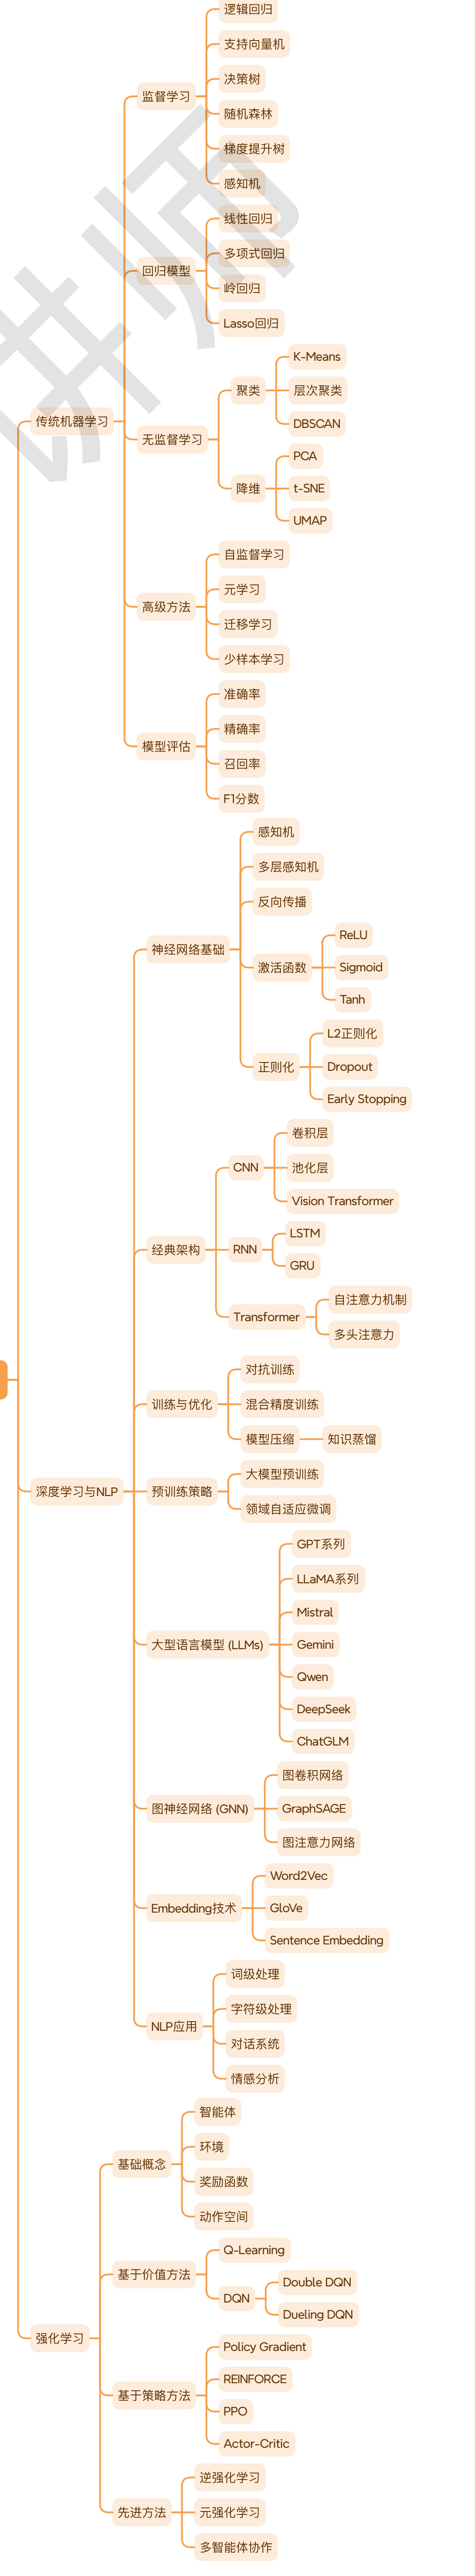 逻辑回归
支持向量机
决策树
监督学习
随机森林
梯度提升树
感知机
线性回归
多项式回归
回归模型
岭回归
Lasso回归
K-Means
聚类
层次聚类
DBSCAN
传统机器学习
无监督学习
PCA
降维
t-SNE
UMAP
自监督学习
元学习
高级方法
迁移学习
少样本学习
准确率
精确率
模型评估
召回率
F1分数
感知机
多层感知机
反向传播
神经网络基础
ReLU
激活函数
Sigmoid
Tanh
L2正则化
正则化
Dropout
Early Stopping
卷积层
CNN
池化层
Vision Transformer
LSTM
经典架构
RNN
GRU
自注意力机制
Transformer
多头注意力
对抗训练
训练与优化
混合精度训练
模型压缩
知识蒸馏
大模型预训练
深度学习与NLP
预训练策略
领域自适应微调
GPT系列
LLaMA系列
Mistral
大型语言模型 (LLMs)
Gemini
Qwen
DeepSeek
ChatGLM
图卷积网络
图神经网络 (GNN)
GraphSAGE
图注意力网络
Word2Vec
Embedding技术
GloVe
Sentence Embedding
词级处理
字符级处理
NLP应用
对话系统
情感分析
智能体
环境
基础概念
奖励函数
动作空间
Q-Learning
基于价值方法
Double DQN
DQN
Dueling DQN
强化学习
Policy Gradient
REINFORCE
基于策略方法
PPO
Actor-Critic
逆强化学习
先进方法
元强化学习
多智能体协作
讲师